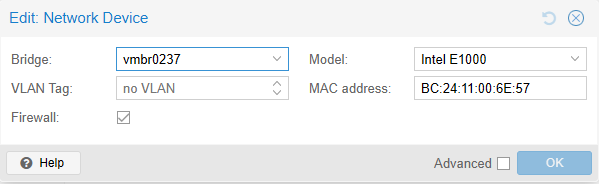 Edit: Network Device
Bridge: vmbr0237 Model: Intel E1000
VLAN Tag: no VLAN MAC address: BC:24:11:00:6E:57
Firewall:
Help Advanced OK